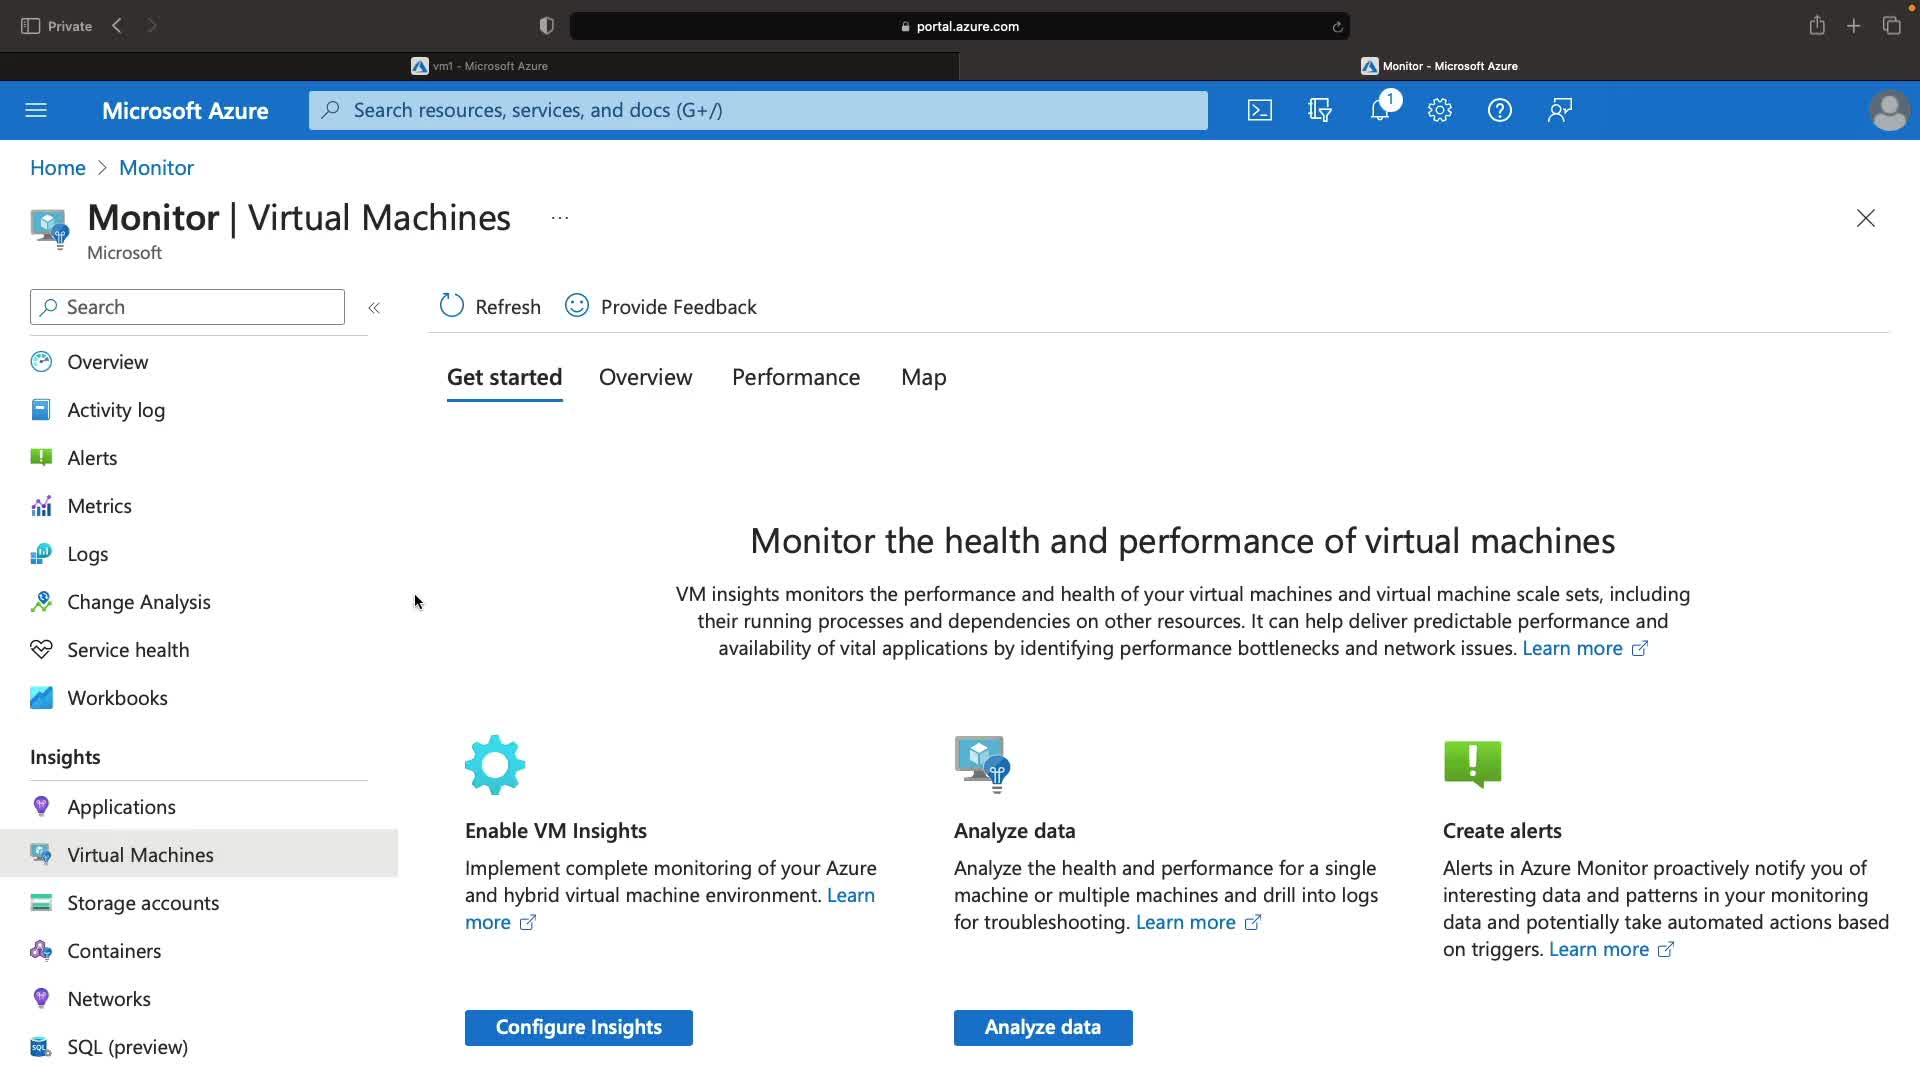 Private
portal.azure.com
vm1 - Microsoft Azure
Monitor - Microsoft Azure
Microsoft Azure
Search resources, services, and docs (G+/)
1
Home > Monitor
Monitor | Virtual Machines ...
Microsoft
Search
«
Refresh
Provide Feedback
Overview
Activity log
Alerts
Metrics
Logs
Change Analysis
Service health
Workbooks
Insights
Applications
Virtual Machines
Storage accounts
Containers
Networks
SQL (preview)
Get started
Overview
Performance
Map
Monitor the health and performance of virtual machines
VM insights monitors the performance and health of your virtual machines and virtual machine scale sets, including
their running processes and dependencies on other resources. It can help deliver predictable performance and
availability of vital applications by identifying performance bottlenecks and network issues. Learn more
Enable VM Insights
Implement complete monitoring of your Azure
and hybrid virtual machine environment. Learn
more
Configure Insights
Analyze data
Analyze the health and performance for a single
machine or multiple machines and drill into logs
for troubleshooting. Learn more
Analyze data
Create alerts
Alerts in Azure Monitor proactively notify you of
interesting data and patterns in your monitoring
data and potentially take automated actions based
on triggers. Learn more